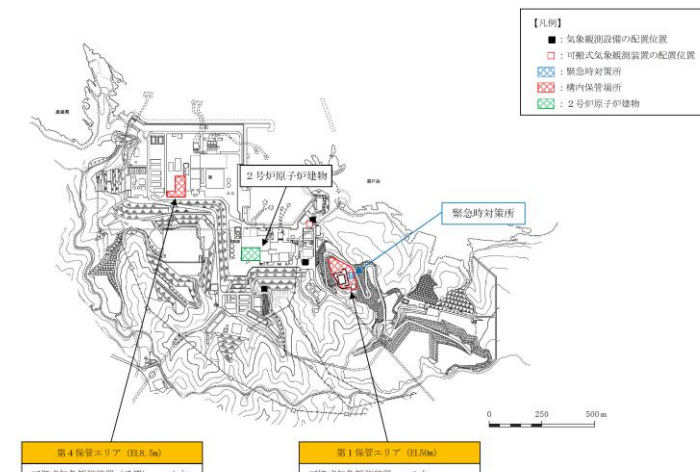 【凡例】
■：気象観測設備の配置位置
□：可搬式気象観測装置の配置位置
：緊急時対策所
：構内保管場所
：２号炉原子炉建物
２号炉原子炉建物
緊急時対策所
0 250 500m
第４保管エリア（EL8.5m）
第１保管エリア（EL50m）